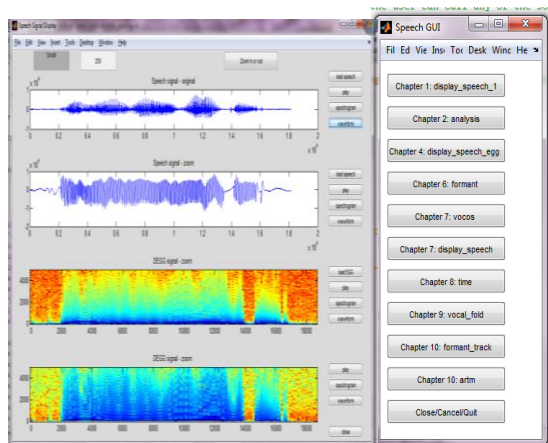 Speech Signal Display
File Edit View Insert Tools Desktop Window Help
Scroll
250
Zoom in or out
Speech signal - original
load speech
play
spectrogram
waveform
Speech signal - zoom
load speech
play
spectrogram
waveform
DEGG signal - zoom
load EGG
play
spectrogram
waveform
DEGG signal - zoom
play
spectrogram
waveform
close
Speech GUI
Fil Ed Vie Ins Toc Desk Winc He
Chapter 1: display_speech_1
Chapter 2: analysis
Chapter 4: display_speech_egg
Chapter 6: formant
Chapter 7: vocos
Chapter 7: display_speech
Chapter 8: time
Chapter 9: vocal_fold
Chapter 10: formant_track
Chapter 10: artm
Close/Cancel/Quit